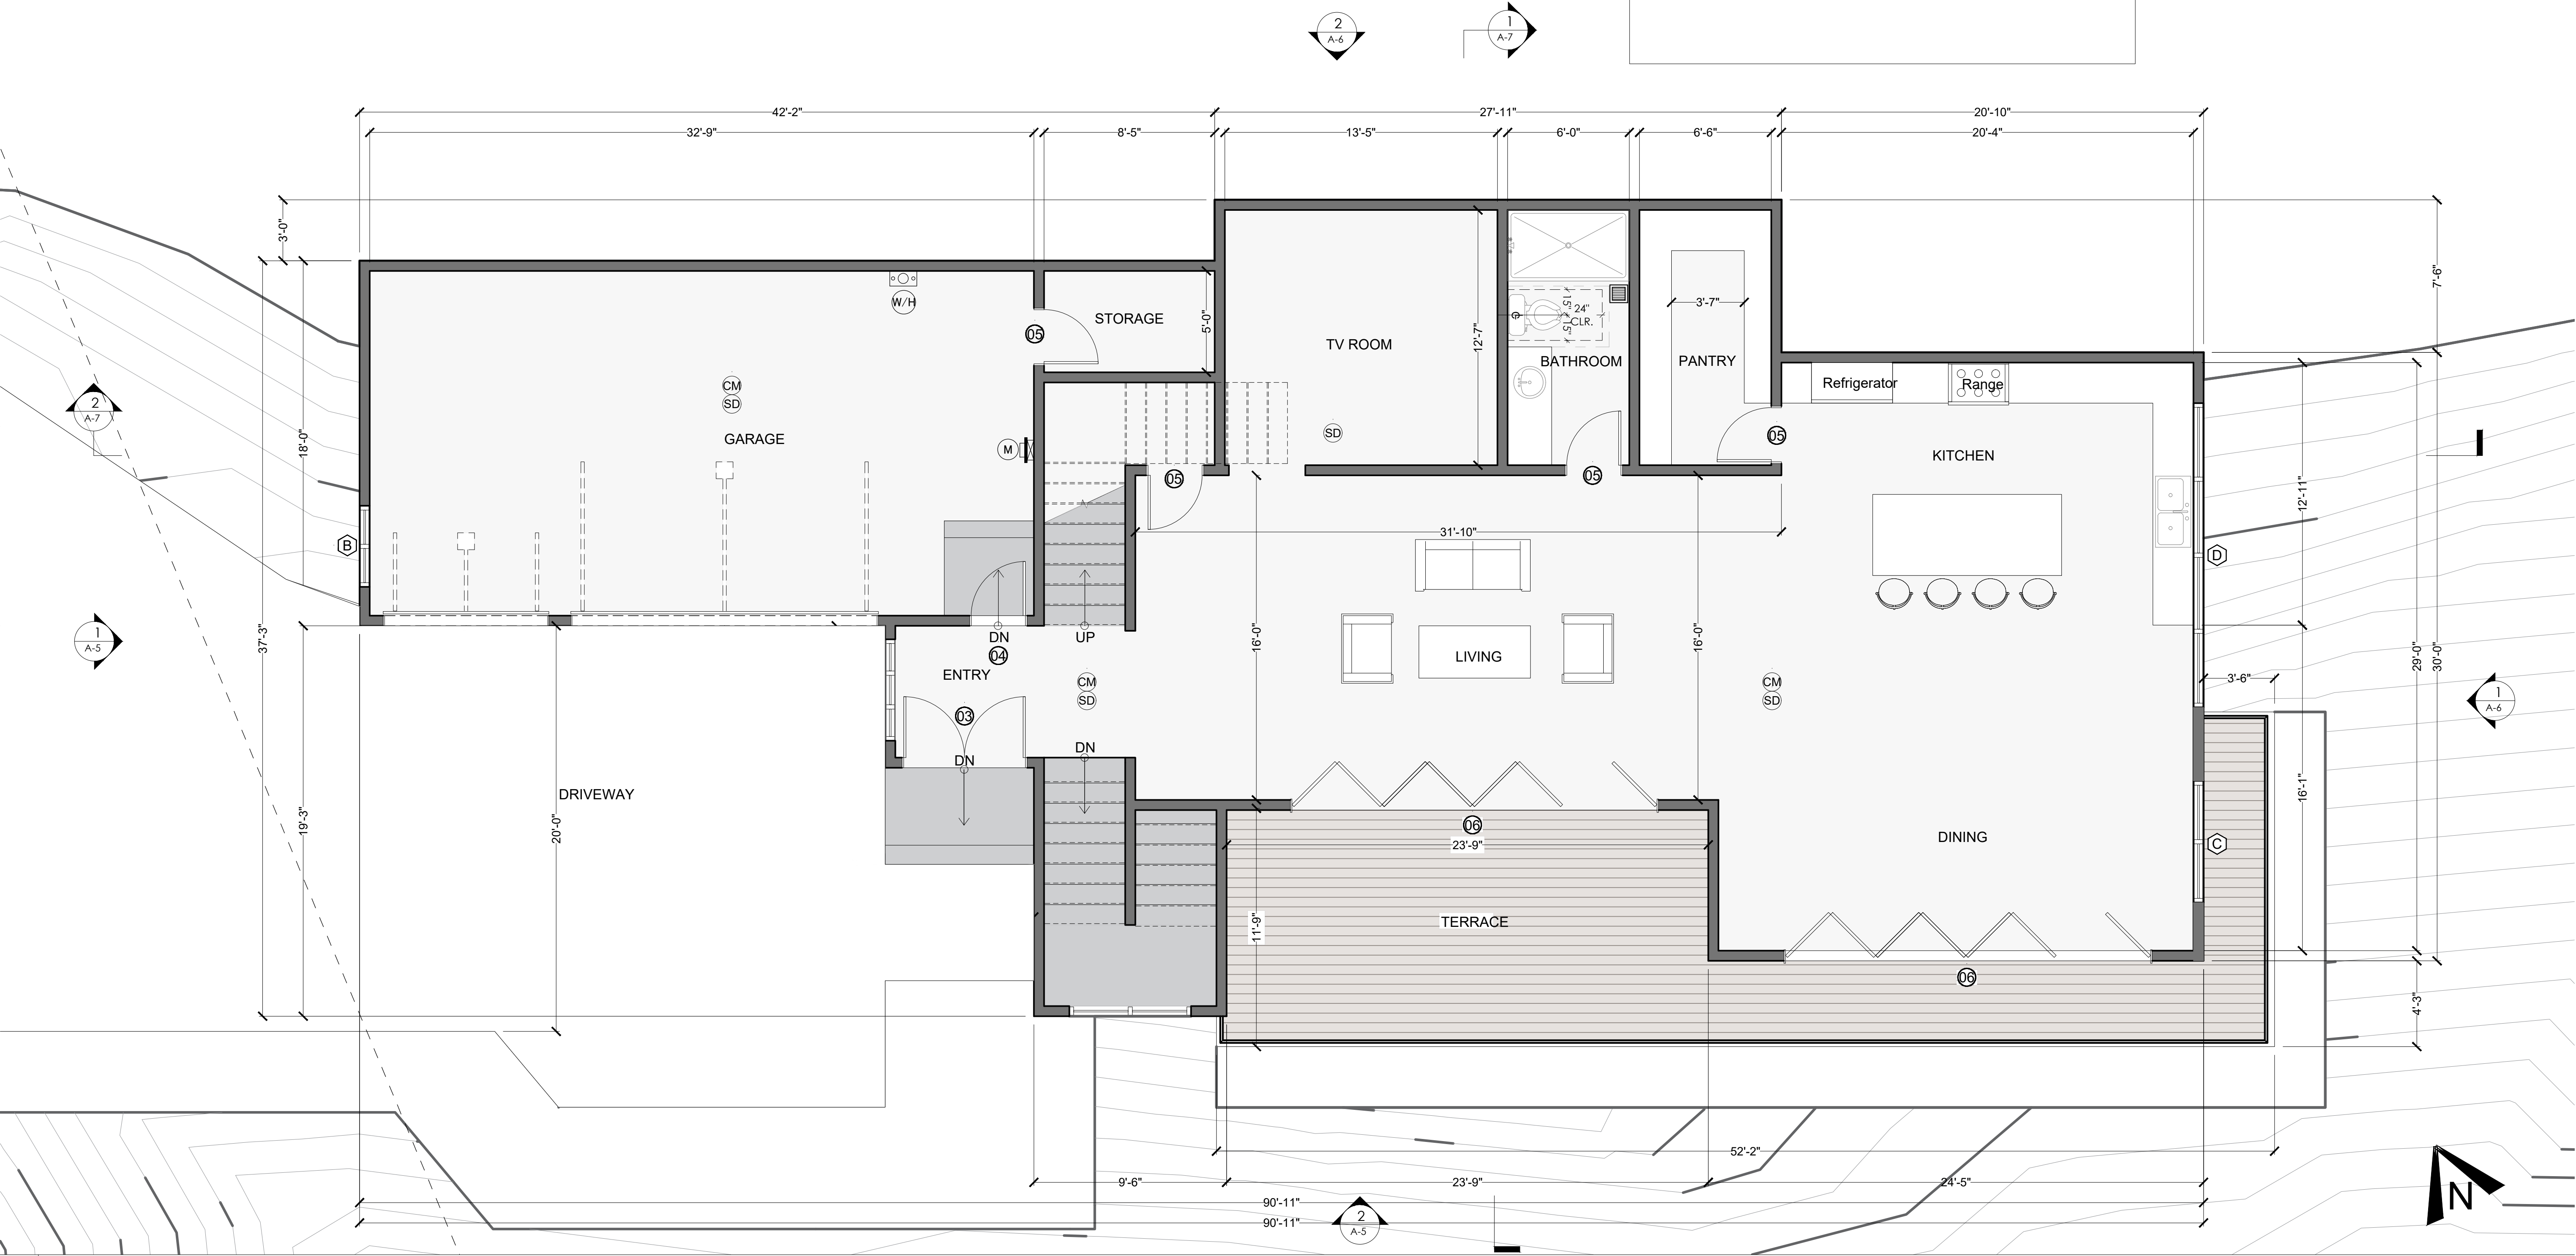 2
A-6
1
A-7
42'-2"
27'-11"
20'-10"
32'-9"
8'-5"
13'-5"
6'-0"
6'-6"
20'-4"
3'-0"
7'-6"
W/H
STORAGE
5'-0"
05
3'-7"
15"
24"
CLR.
15"
12'-7"
TV ROOM
BATHROOM
PANTRY
CM
SD
Refrigerator
Range
2
A-7
18'-0"
GARAGE
M
SD
05
KITCHEN
05
05
12'-11"
31'-10"
B
D
37'-3"
1
A-5
DN
UP
04
16'-0"
16'-0"
LIVING
29'-0"
30'-0"
ENTRY
CM
SD
CM
SD
3'-6"
1
A-6
03
DN
DN
DRIVEWAY
19'-3"
20'-0"
16'-1"
06
23'-9"
DINING
C
11'-9"
TERRACE
06
4'-3"
52'-2"
9'-6"
23'-9"
24'-5"
90'-11"
90'-11"
2
A-5
N